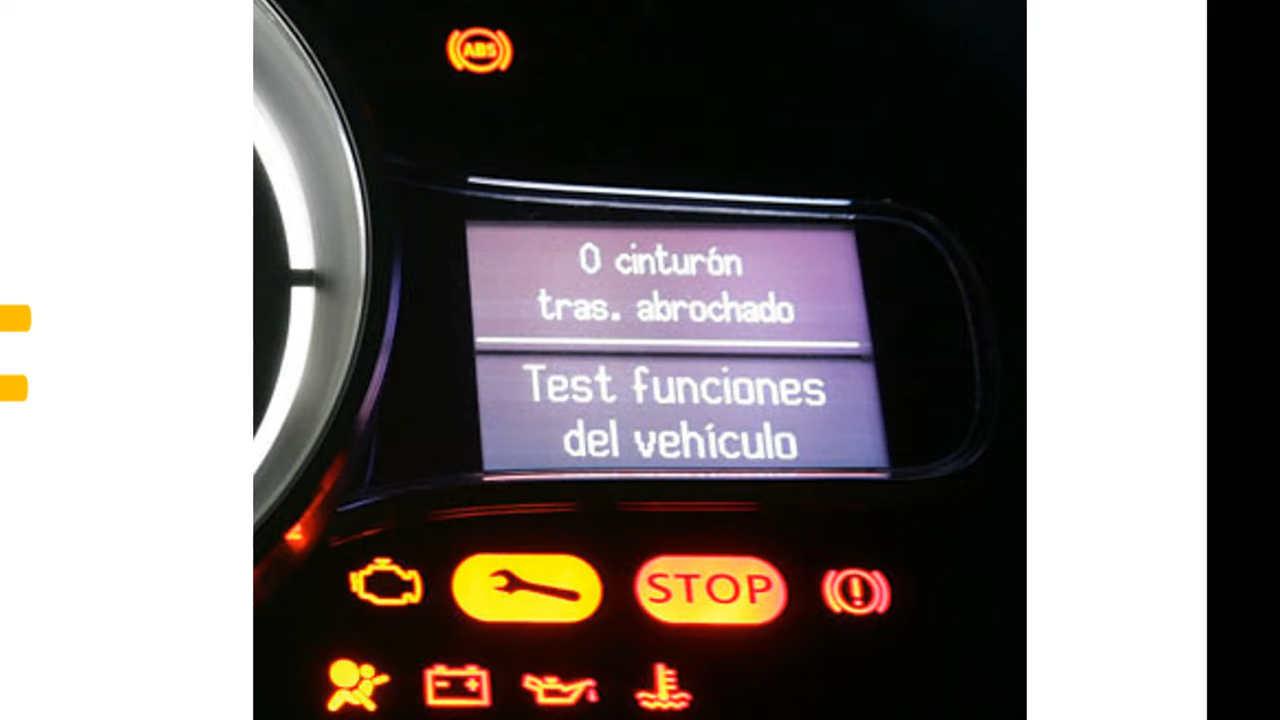 ABS
0 cinturón
tras. abrochado
Test funciones
del vehículo
STOP